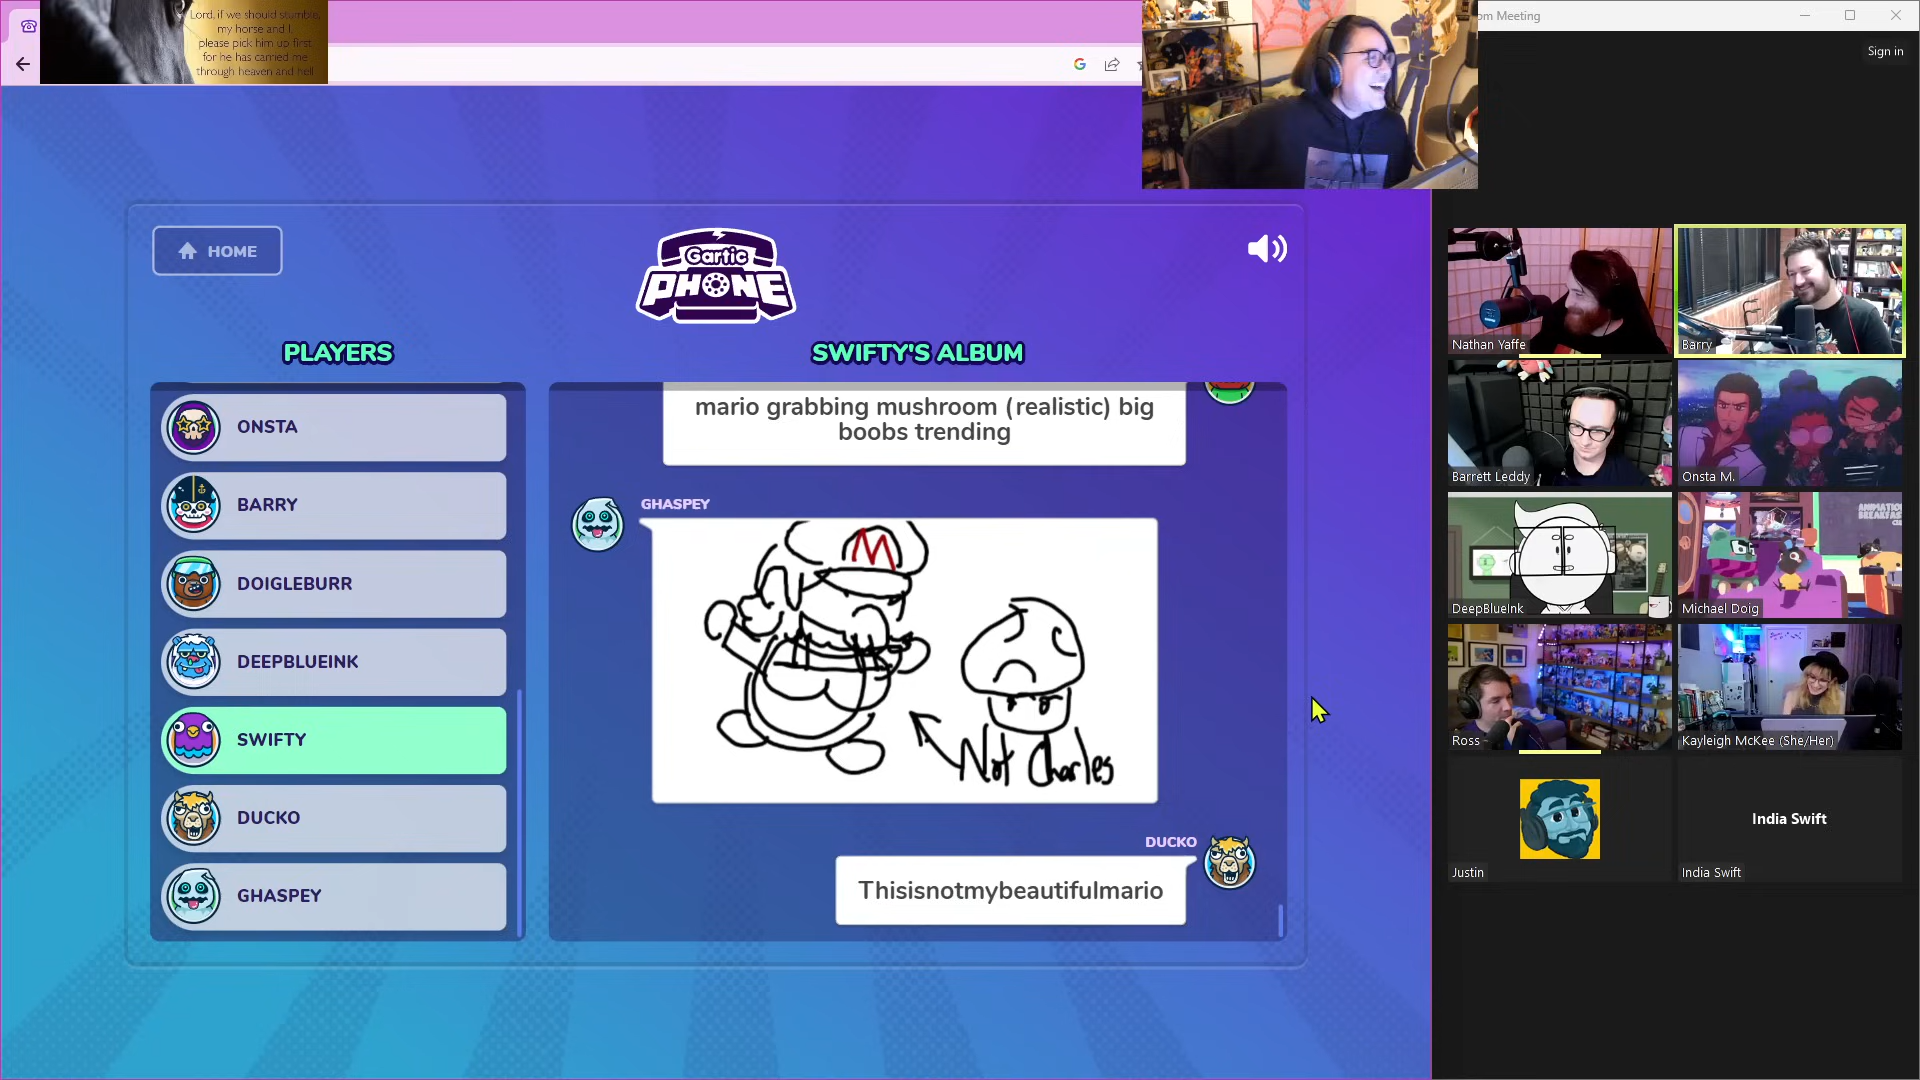 Lord, if we should stumble,
my horse and I,
please pick him up first
for he has carried me
through heaven and hell
om Meeting
Sign in
HOME
Gartic
PHONE
PLAYERS
SWIFTY'S ALBUM
ONSTA
BARRY
DOIGLEBURR
DEEPBLUEINK
SWIFTY
DUCKO
GHASPEY
mario grabbing mushroom (realistic) big
boobs trending
GHASPEY
M
Not Charles
DUCKO
Thisisnotmybeautifulmario
Nathan Yaffe
Barry
Barrett Leddy
Onsta M.
DeepBlueInk
ANIMATION
BREAKFAST
Michael Doig
Ross
Kayleigh McKee (She/Her)
Justin
India Swift
India Swift